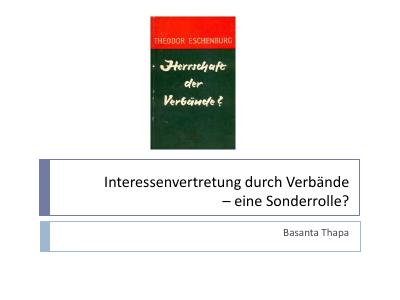 THEODOR ESCHENBURG
Herrschaft
der
Verbände?
Interessenvertretung durch Verbände
– eine Sonderrolle?
Basanta Thapa